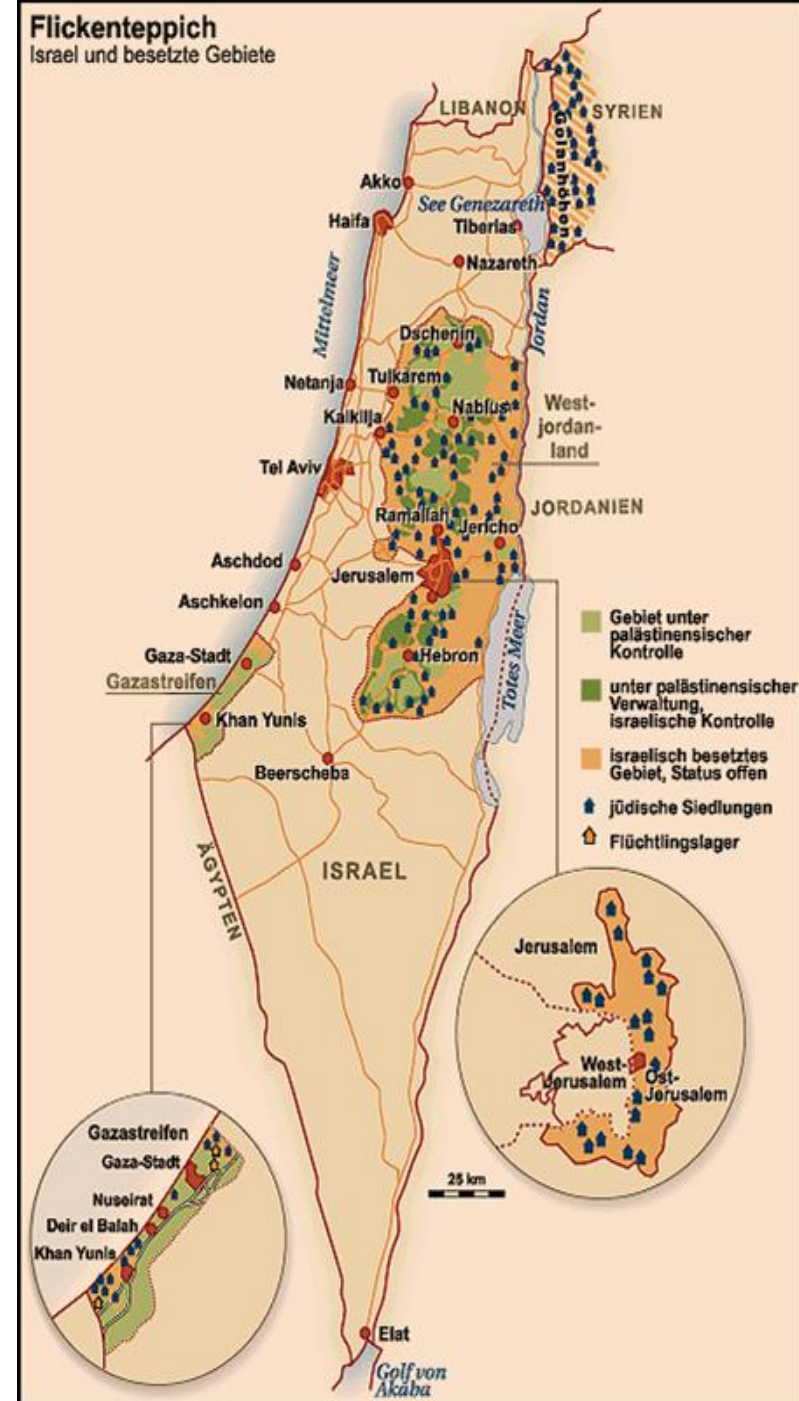 Flickenteppich
Israel und besetzte Gebiete
LIBANON
SYRIEN
Golanhöhen
Akko
See Genezareth
Haifa
Tiberias
Nazareth
Mittelmeer
Jordan
Dschenin
Netanja
Tulkarem
Kalkilja
Nablus
West-
jordan-
land
Tel Aviv
Ramallah
Jericho
JORDANIEN
Aschdod
Jerusalem
Aschkelon
Gaza-Stadt
Hebron
Totes Meer
Gazastreifen
Khan Yunis
Beerscheba
Gebiet unter
palästinensischer
Kontrolle
unter palästinensischer
Verwaltung,
israelische Kontrolle
israelisch besetztes
Gebiet, Status offen
jüdische Siedlungen
Flüchtlingslager
ÄGYPTEN
ISRAEL
Jerusalem
West-
Jerusalem
Ost-
Jerusalem
Gazastreifen
Gaza-Stadt
Nuseirat
Deir el Balah
Khan Yunis
25 km
Elat
Golf von
Akaba